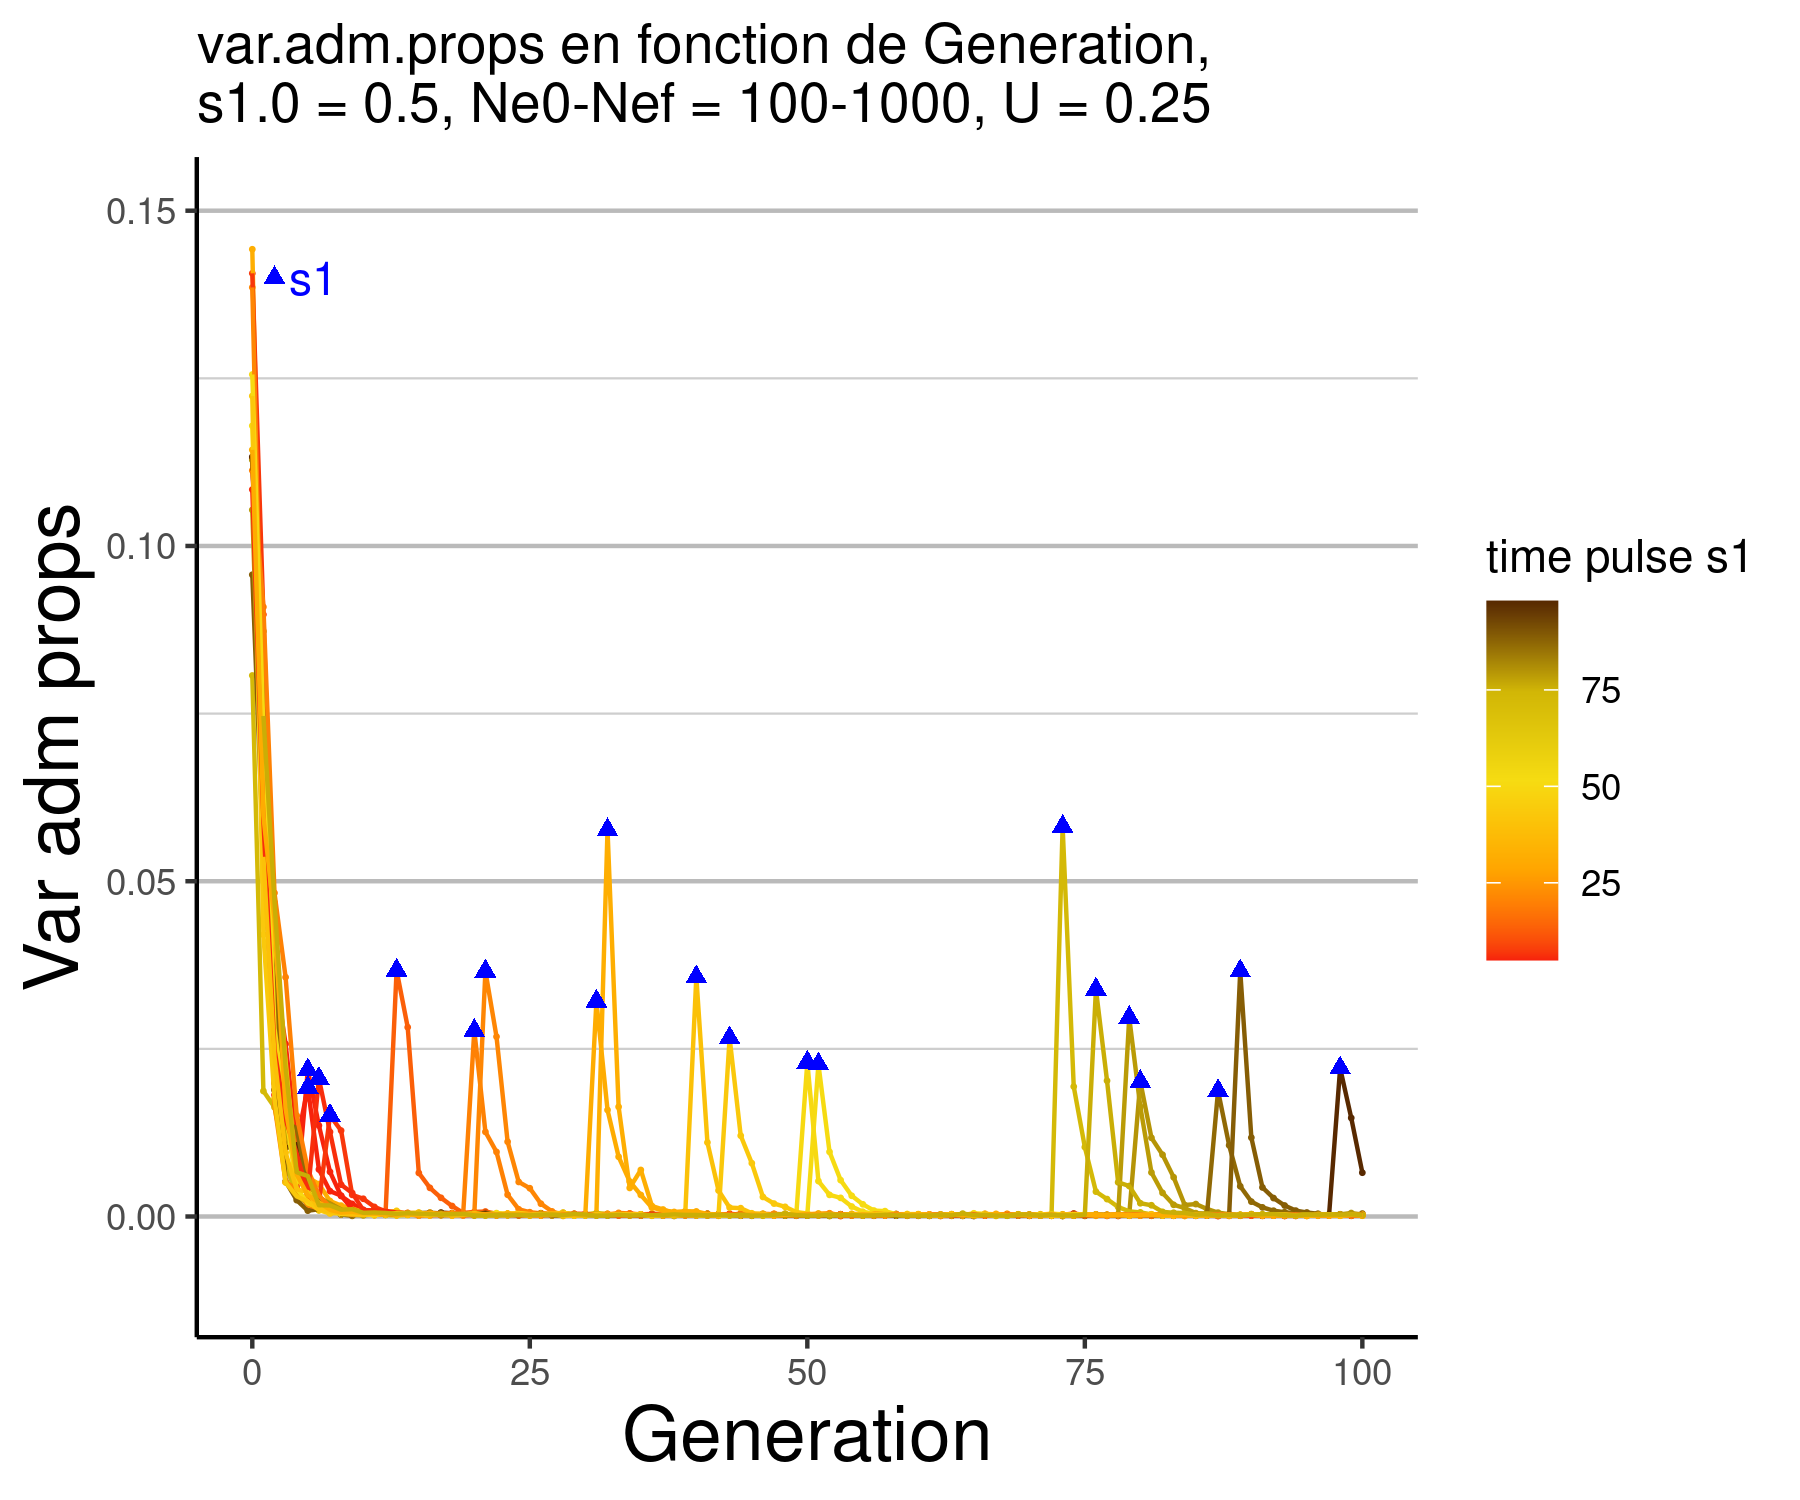 var.adm.props en fonction de Generation,
s1.0 = 0.5, Ne0-Nef = 100-1000, U = 0.25
0.15
s1
0.10
0.05
0.00
Var adm props
0
25
50
75
100
Generation
time pulse s1
75
50
25